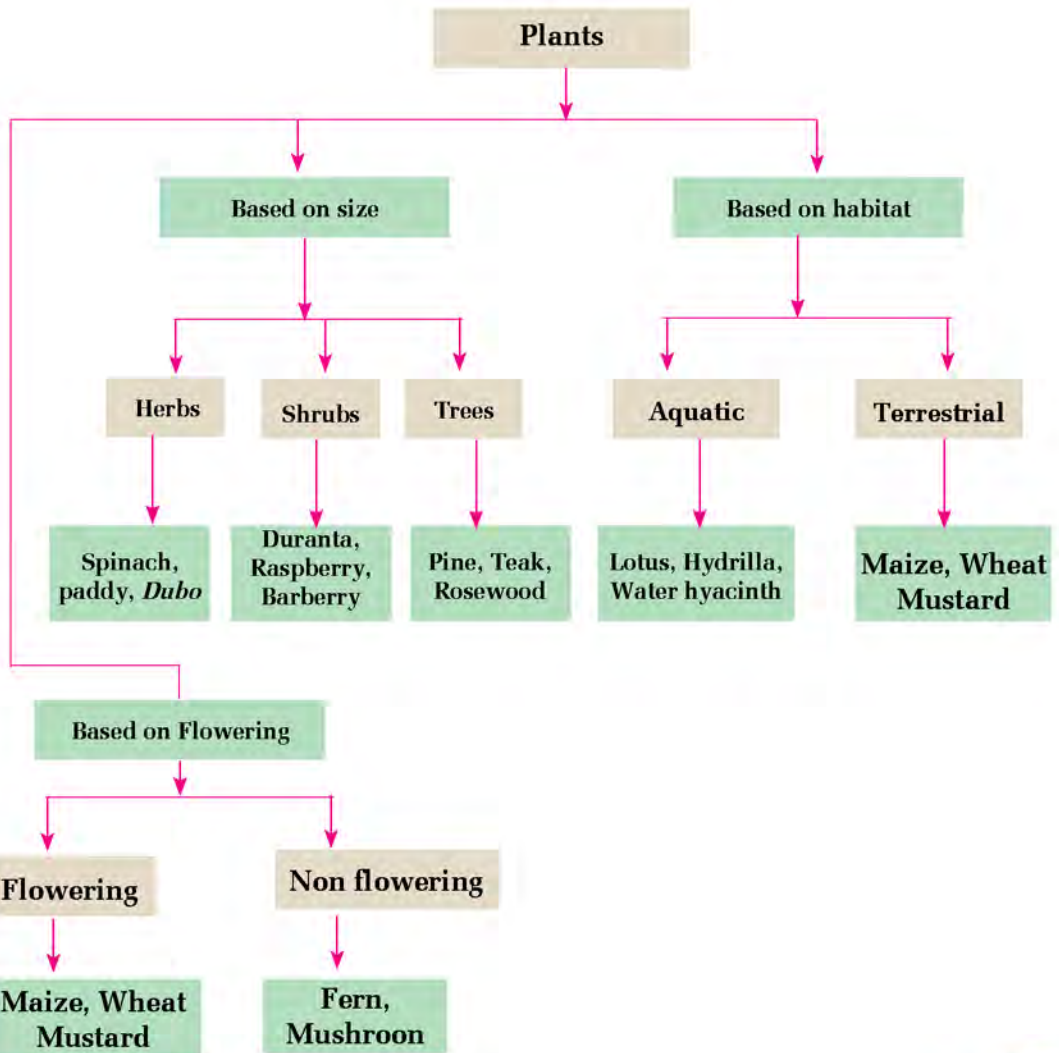 Plants
Based on size
Based on habitat
Herbs
Shrubs
Trees
Aquatic
Terrestrial
Spinach,
paddy, Dubo
Duranta,
Raspberry,
Barberry
Pine, Teak,
Rosewood
Lotus, Hydrilla,
Water hyacinth
Maize, Wheat
Mustard
Based on Flowering
Flowering
Non flowering
Maize, Wheat
Mustard
Fern,
Mushroon